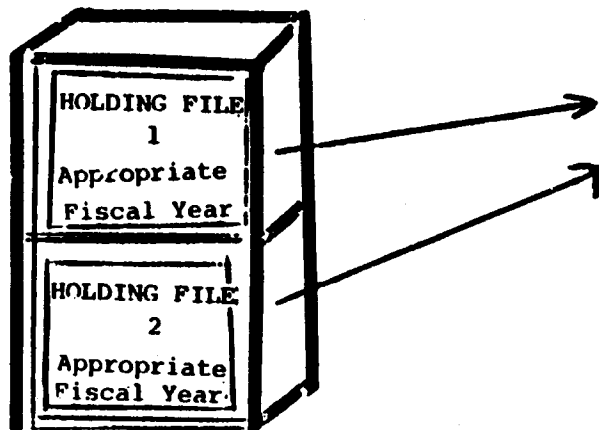 HOLDING FILE
1
Appropriate
Fiscal Year
HOLDING FILE
2
Appropriate
Fiscal Year